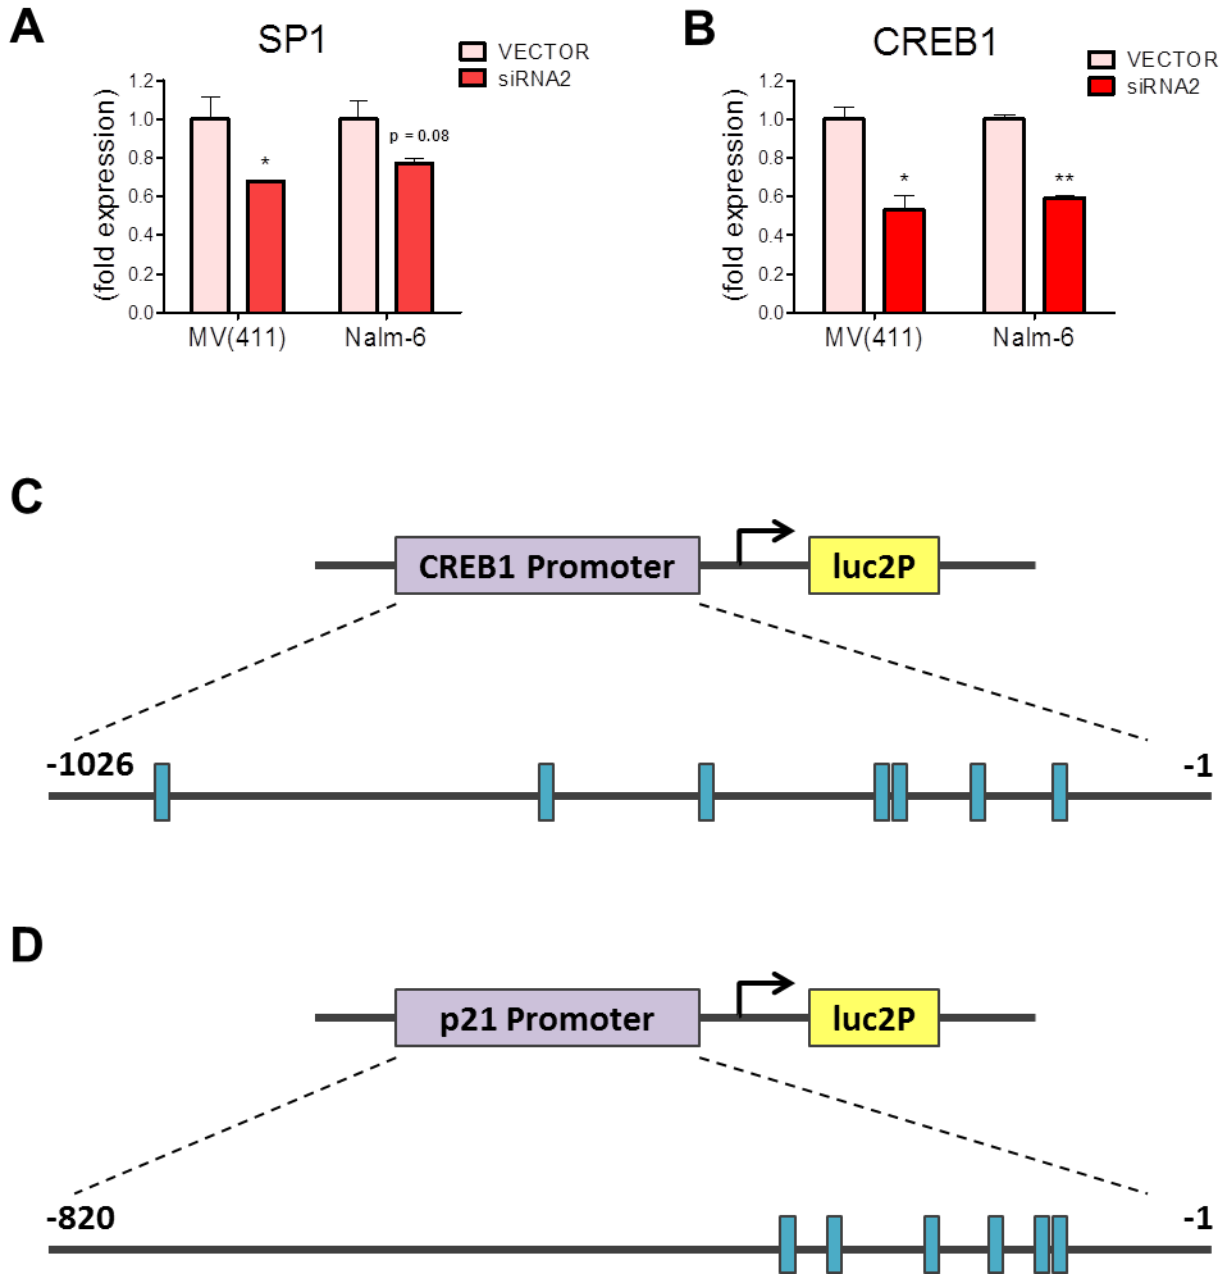 A
SP1
VECTOR
siRNA2
(fold expression)
1.2
1.0
0.8
0.6
0.4
0.2
0.0
*
p = 0.08
MV(411)
Nalm-6
B
CREB1
VECTOR
siRNA2
(fold expression)
1.2
1.0
0.8
0.6
0.4
0.2
0.0
*
**
MV(411)
Nalm-6
C
CREB1 Promoter
luc2P
-1026
-1
D
p21 Promoter
luc2P
-820
-1